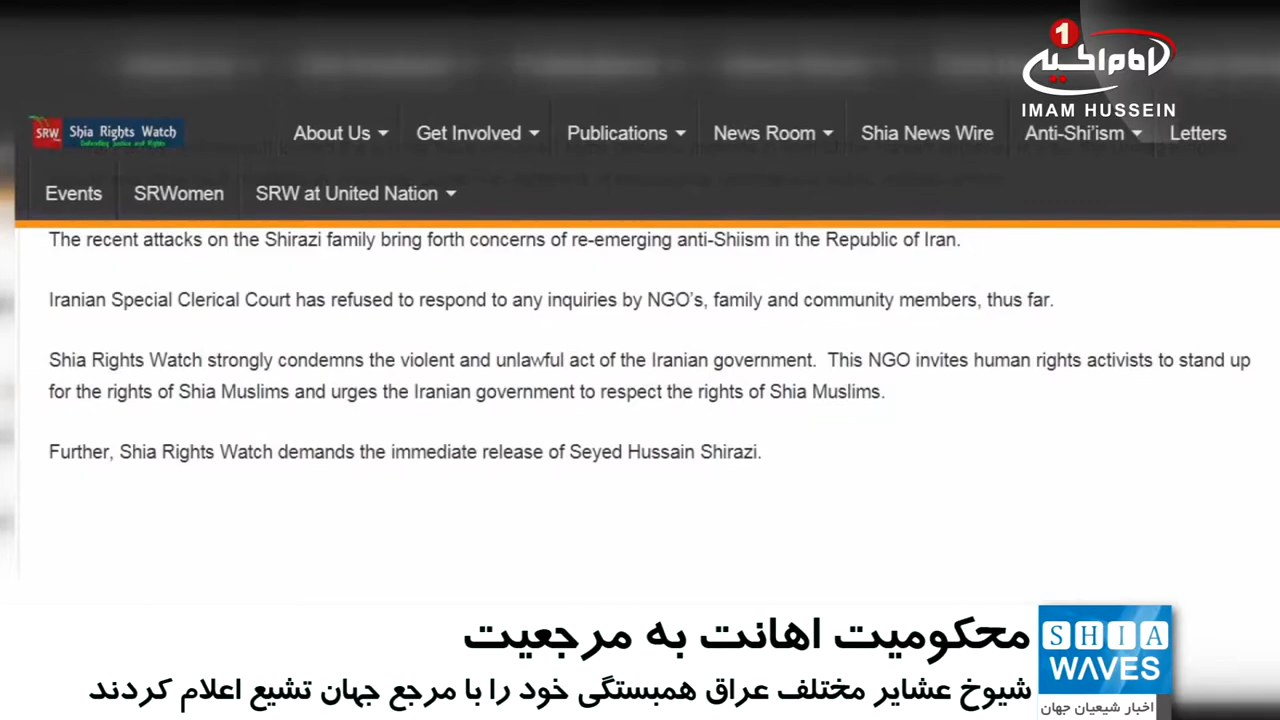 1
امام حسین
IMAM HUSSEIN
SRW Shia Rights Watch
Defending Justice and Rights
About Us Get Involved Publications News Room Shia News Wire Anti-Shi'ism Letters
Events SRWomen SRW at United Nation
The recent attacks on the Shirazi family bring forth concerns of re-emerging anti-Shiism in the Republic of Iran.
Iranian Special Clerical Court has refused to respond to any inquiries by NGO's, family and community members, thus far.
Shia Rights Watch strongly condemns the violent and unlawful act of the Iranian government. This NGO invites human rights activists to stand up
for the rights of Shia Muslims and urges the Iranian government to respect the rights of Shia Muslims.
Further, Shia Rights Watch demands the immediate release of Seyed Hussain Shirazi.
محکومیت اهانت به مرجعیت
شیوخ عشایر مختلف عراق همبستگی خود را با مرجع جهان تشیع اعلام کردند
SHIA
WAVES
اخبار شیعیان جهان